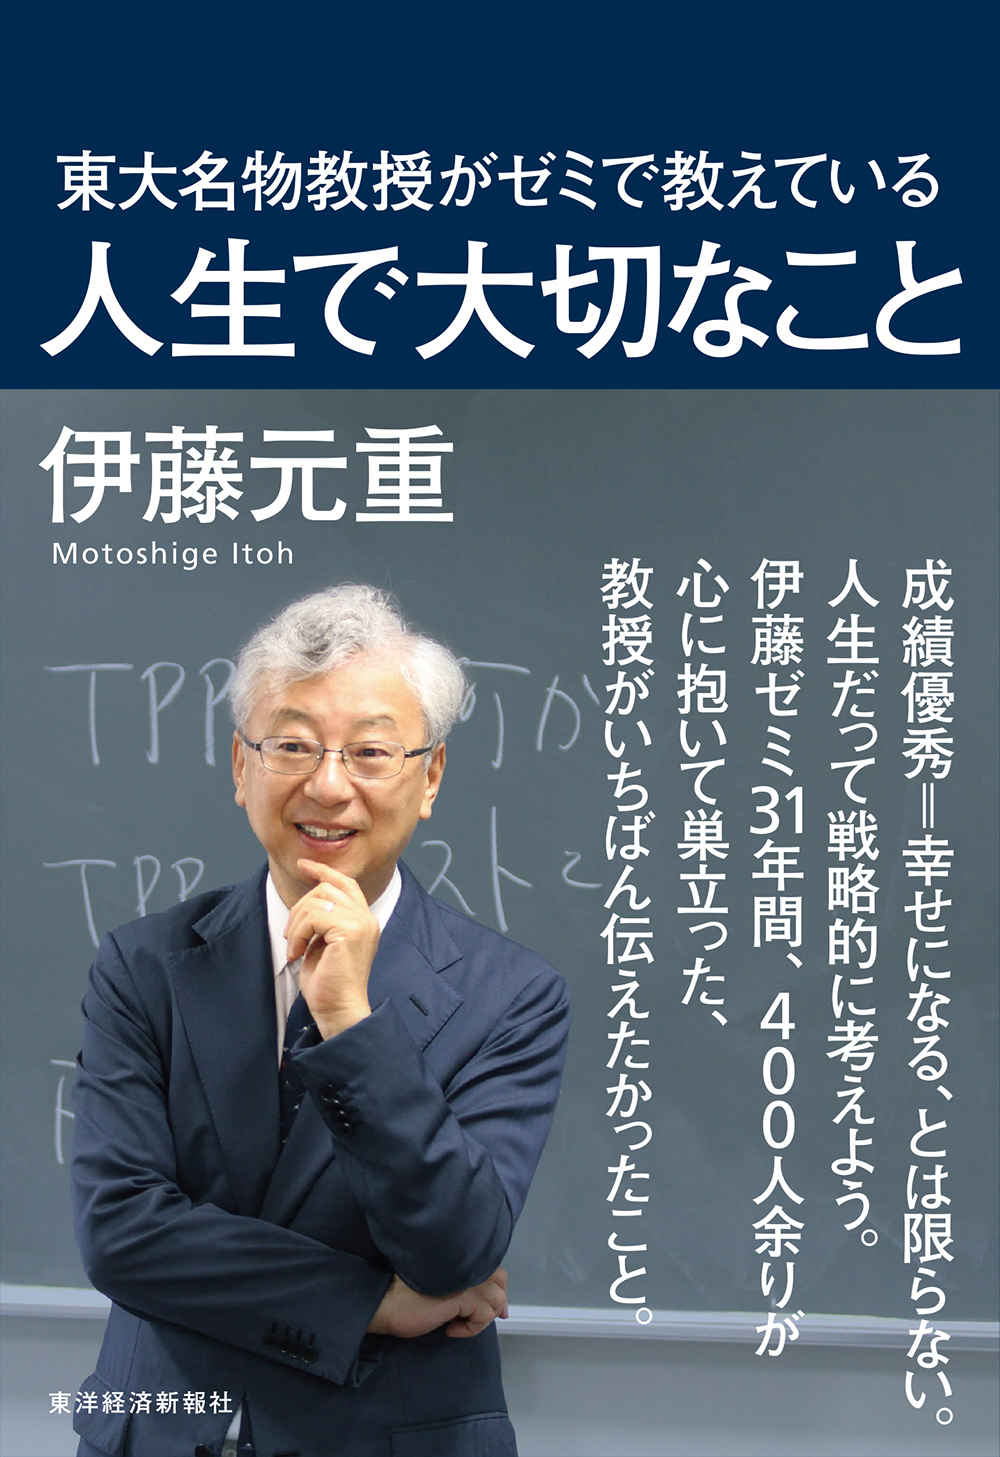 東大名物教授がゼミで教えている
人生で大切なこと
伊藤元重
Motoshige Itoh
成績優秀=幸せになる、とは限らない。
人生だって戦略的に考えよう。
伊藤ゼミ31年間、400人余りが
心に抱いて巣立った、
教授がいちばん伝えたかったこと。
TPP
か
TPP
スト
東洋経済新報社